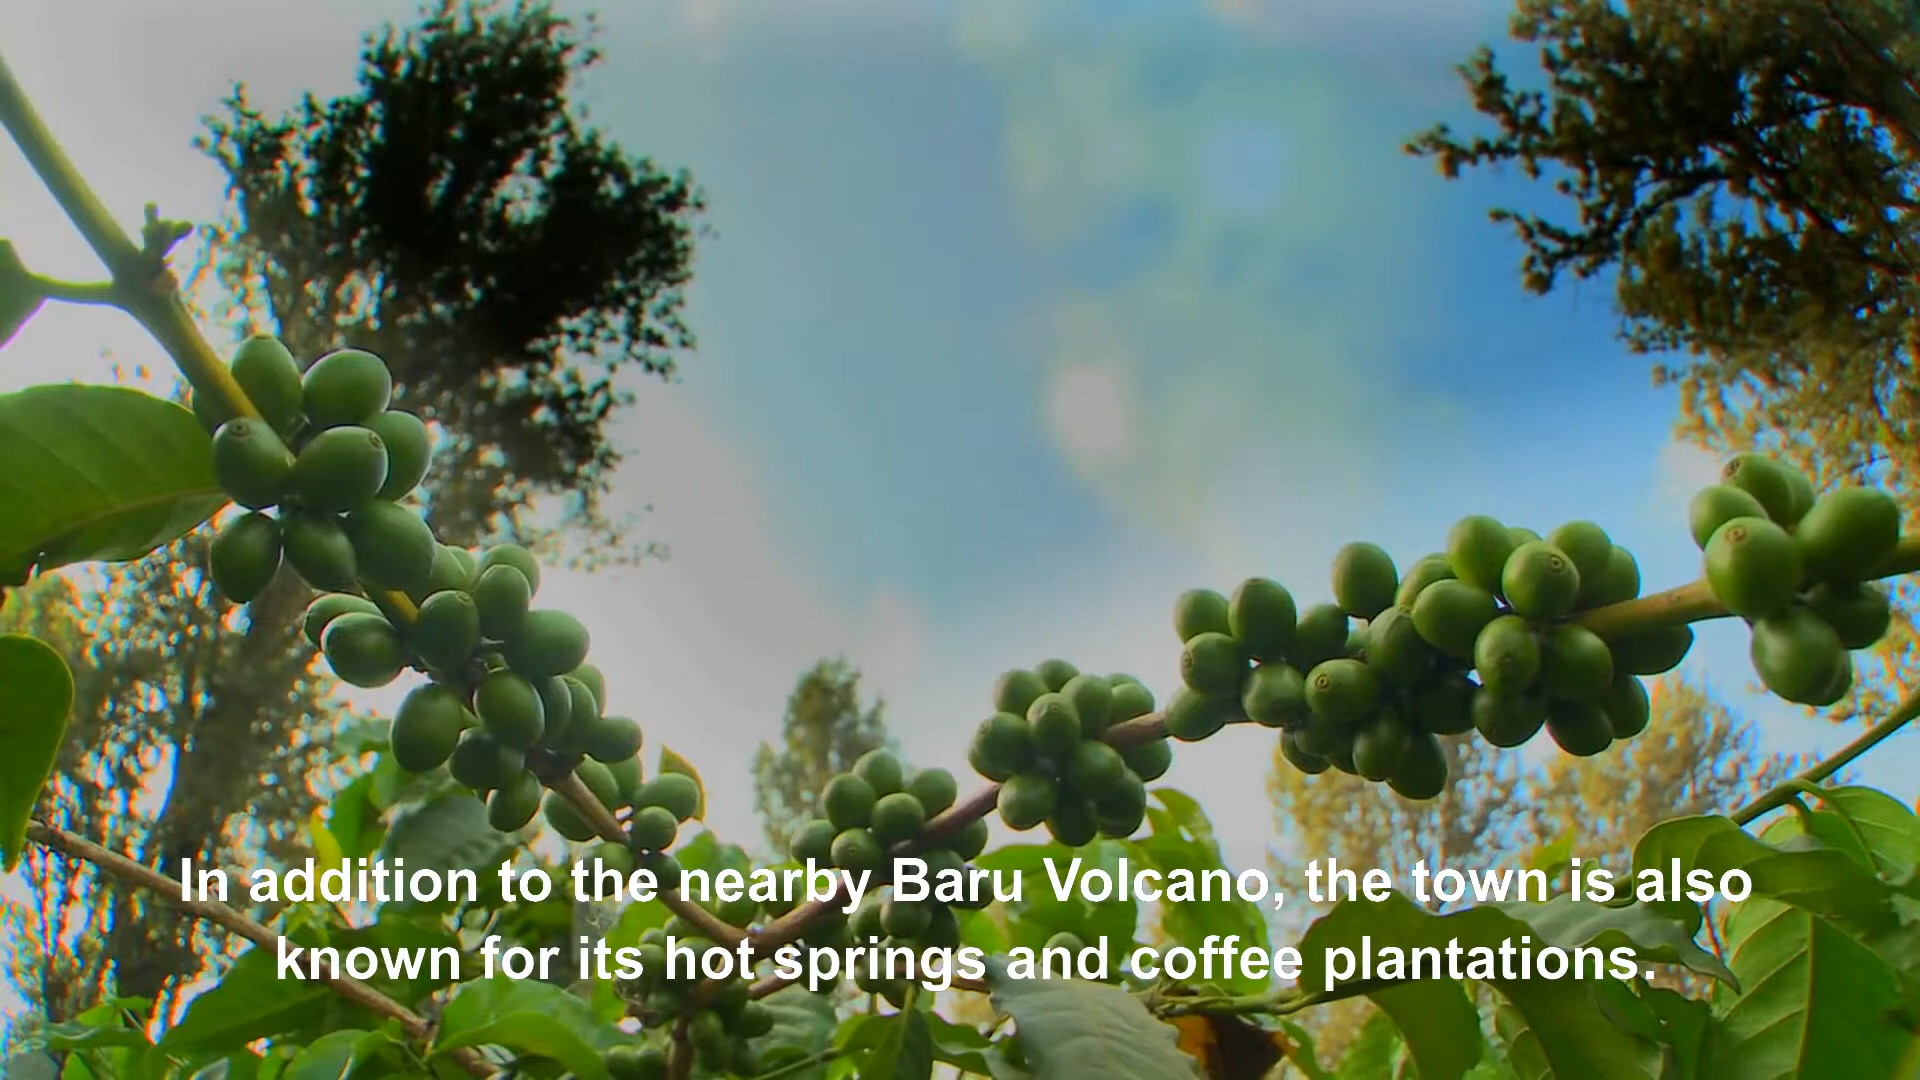 In addition to the nearby Baru Volcano, the town is also
known for its hot springs and coffee plantations.